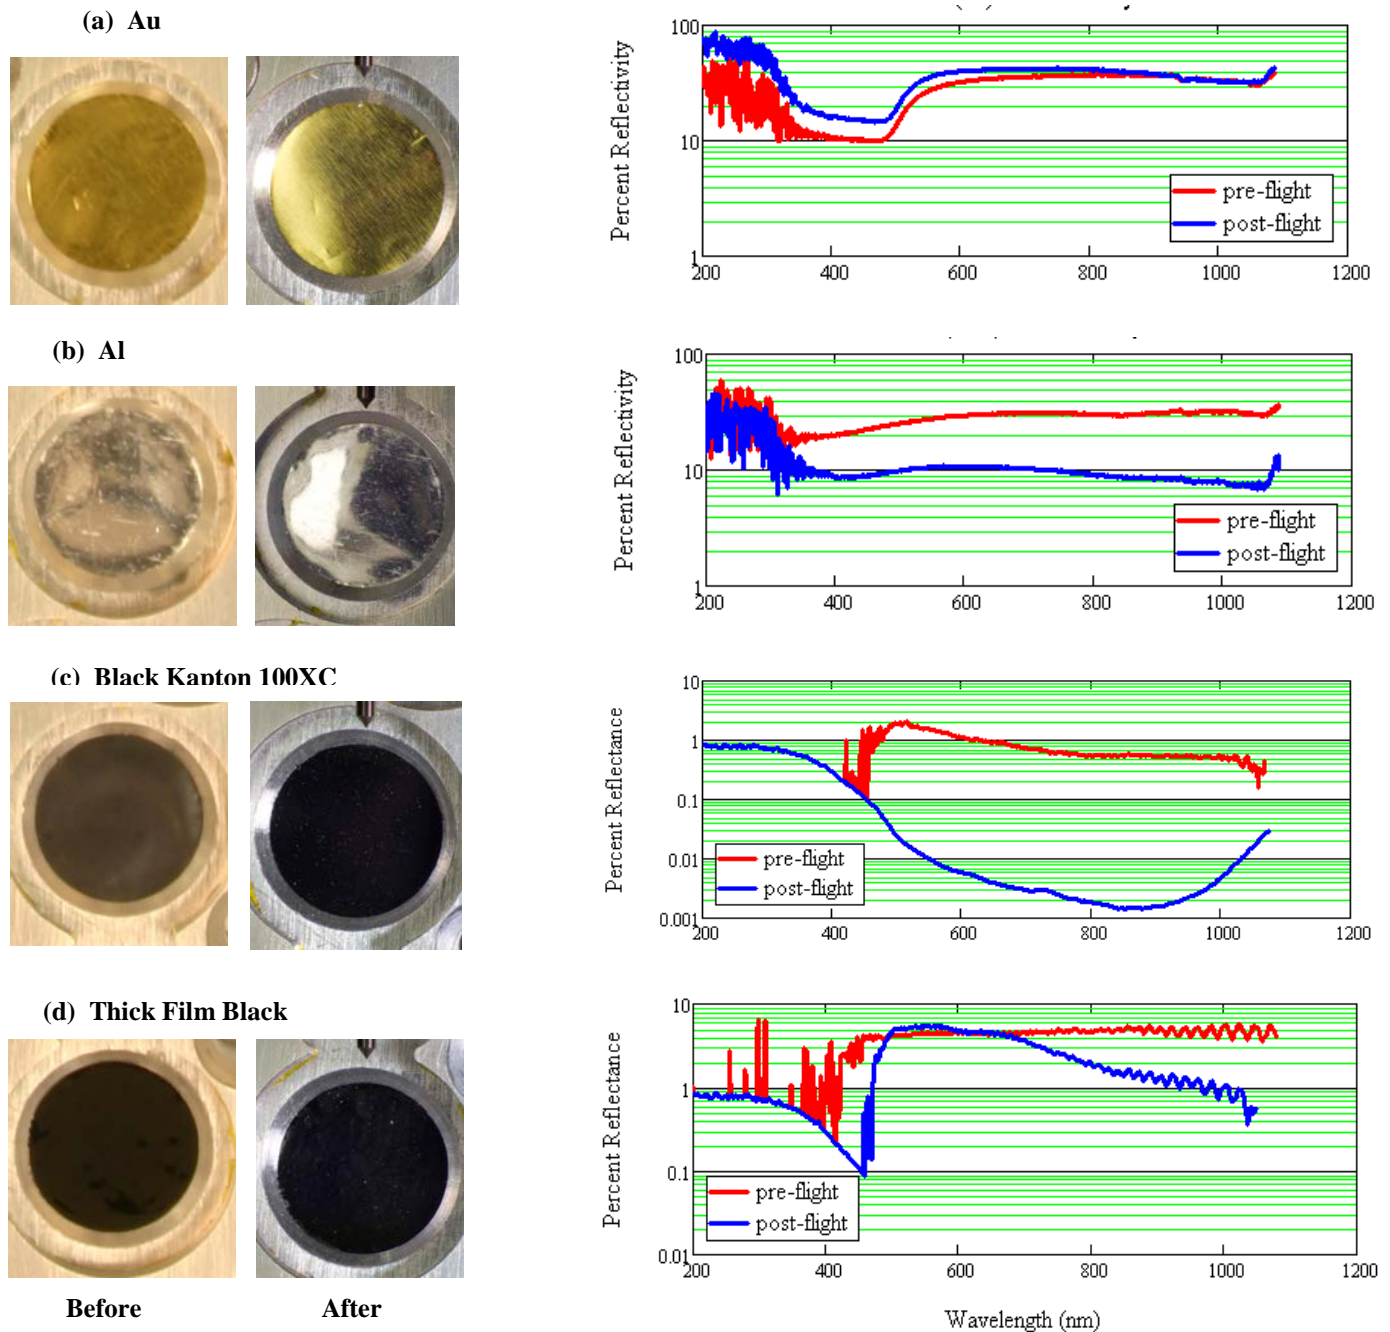 (a) Au
100
10
1
Percent Reflectivity
pre-flight
post-flight
200 400 600 800 1000 1200
(b) Al
100
10
1
Percent Reflectivity
pre-flight
post-flight
200 400 600 800 1000 1200
(c) Black Kapton 100XC
10
1
0.1
0.01
0.001
Percent Reflectance
pre-flight
post-flight
200 400 600 800 1000 1200
(d) Thick Film Black
10
1
0.1
0.01
Percent Reflectance
pre-flight
post-flight
200 400 600 800 1000 1200
Before After
Wavelength (nm)